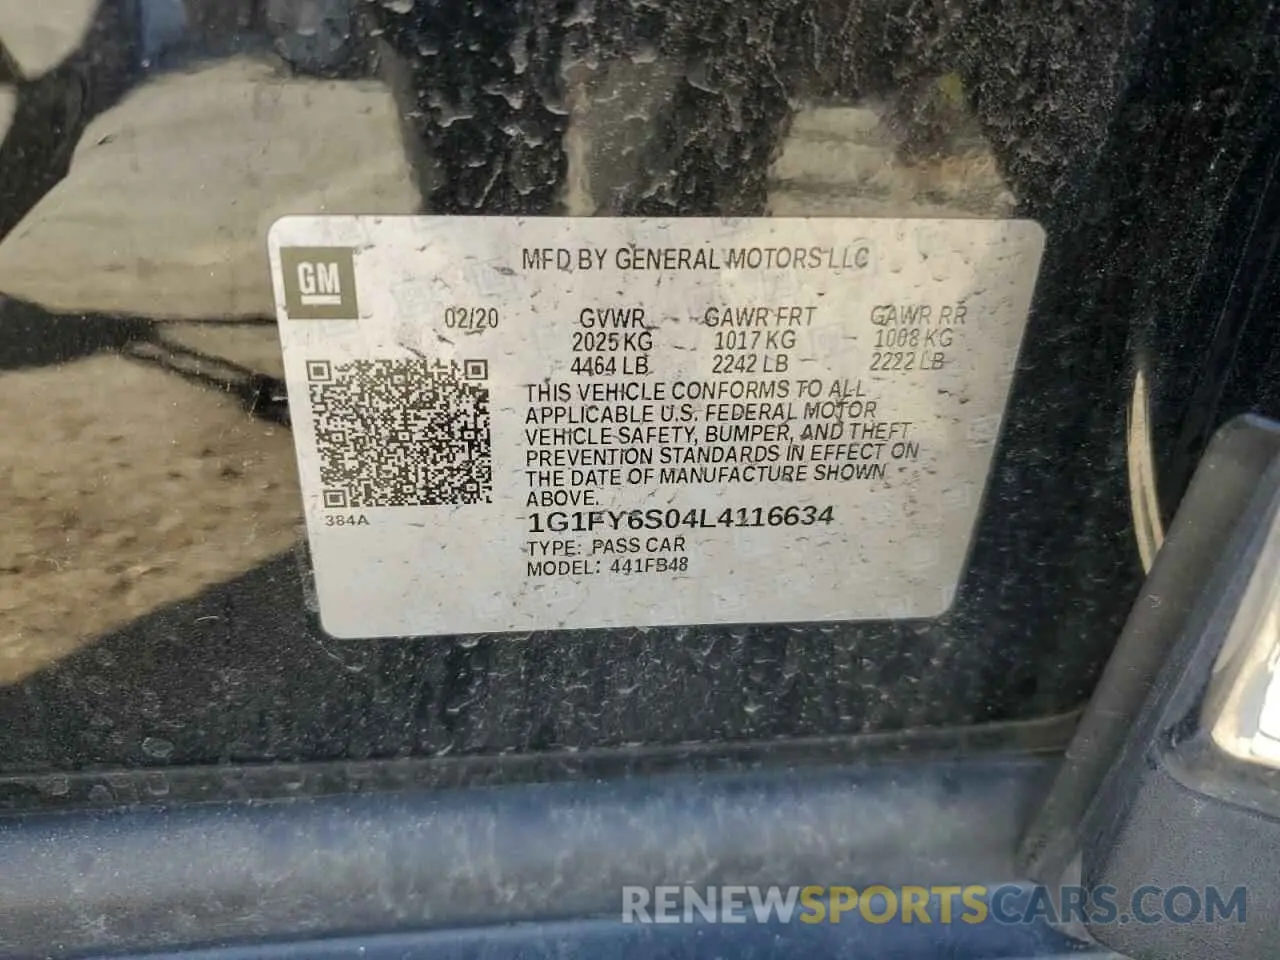 MFD BY GENERAL MOTORS LLC
GM
02/20 GVWR GAWR FRT GAWR RR
2025 KG 1017 KG 1008 KG
4464 LB 2242 LB 2222 LB
THIS VEHICLE CONFORMS TO ALL
APPLICABLE U.S. FEDERAL MOTOR
VEHICLE SAFETY, BUMPER, AND THEFT
PREVENTION STANDARDS IN EFFECT ON
THE DATE OF MANUFACTURE SHOWN
ABOVE.
384A
1G1FY6S04L4116634
TYPE: PASS CAR
MODEL: 441FB48
RENEWSPORTSCARS.COM